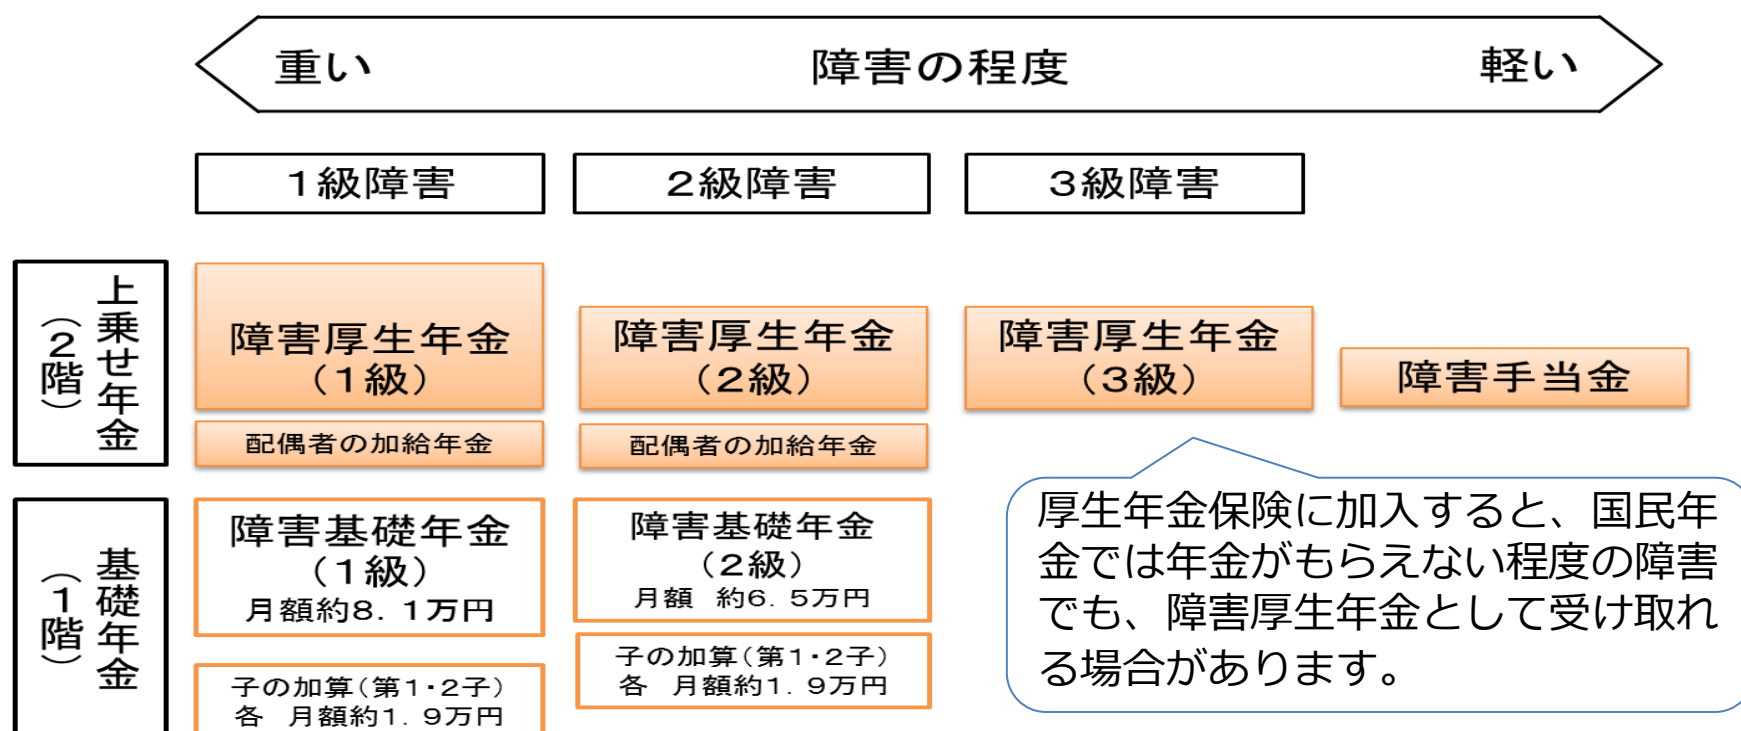 重い 障害の程度 軽い
1級障害
2級障害
3級障害
上乗せ年金
(2階)
障害厚生年金
(1級)
配偶者の加給年金
障害厚生年金
(2級)
配偶者の加給年金
障害厚生年金
(3級)
障害手当金
基礎年金
(1階)
障害基礎年金
(1級)
月額約8.1万円
子の加算(第1・2子)
各 月額約1.9万円
障害基礎年金
(2級)
月額 約6.5万円
子の加算(第1・2子)
各 月額約1.9万円
厚生年金保険に加入すると、国民年
金では年金がもらえない程度の障害
でも、障害厚生年金として受け取れ
る場合があります。